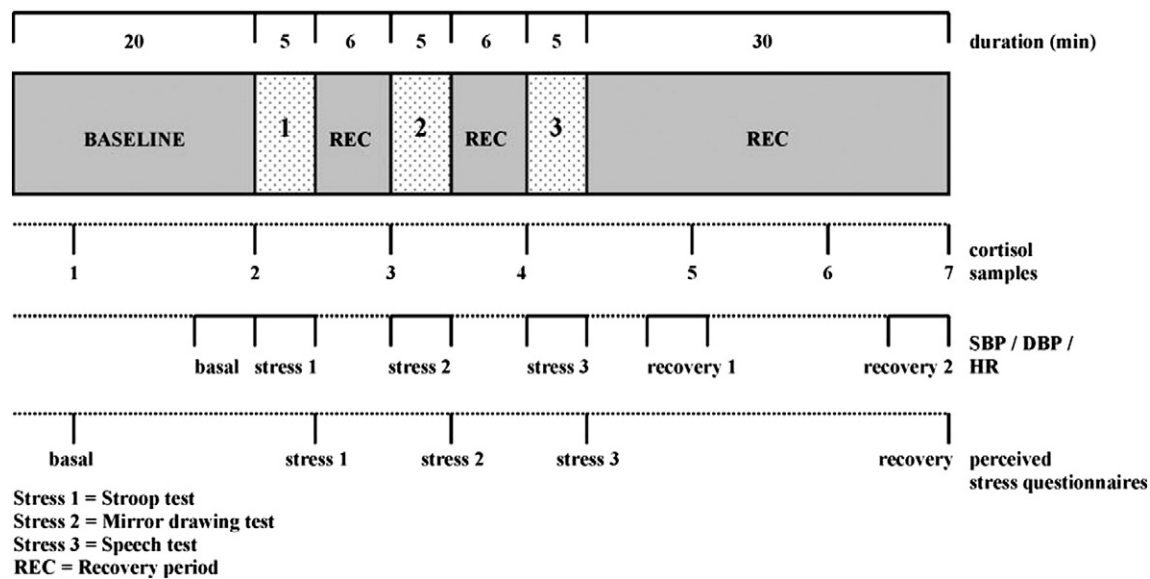 20 5 6 5 6 5 30 duration (min)
BASELINE 1 REC 2 REC 3 REC
cortisol
1 2 3 4 5 6 7 samples
SBP / DBP /
basal stress 1 stress 2 stress 3 recovery 1 recovery 2 HR
basal stress 1 stress 2 stress 3 recovery perceived
stress questionnaires
Stress 1 = Stroop test
Stress 2 = Mirror drawing test
Stress 3 = Speech test
REC = Recovery period